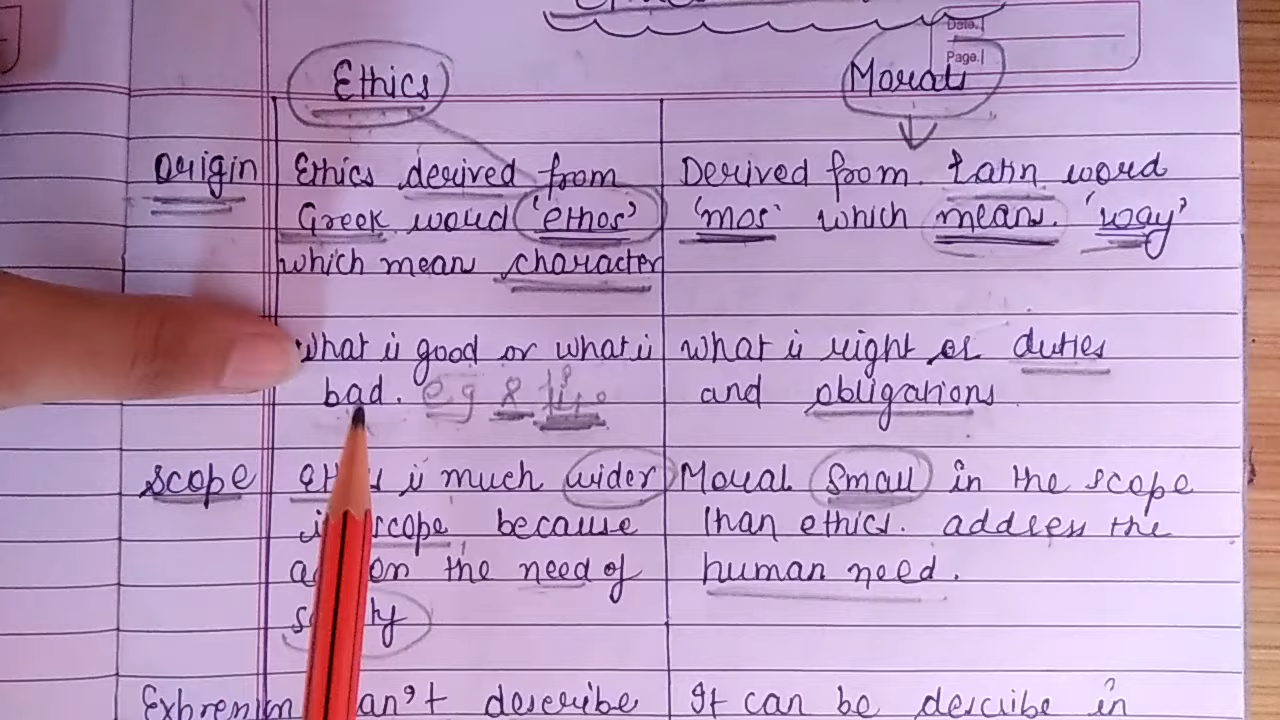 Date.
Page.
Ethics Moral
origin Ethics derived from Derived from Latin word
Greek word 'ethos' 'mos' which means 'way'
which mean character
what is good or what is what is right or duties
bad. eg and obligations
scope is much wider Moral Small in the scope
scope because than ethics. address the
on the need of human need.
describe It can be describe in